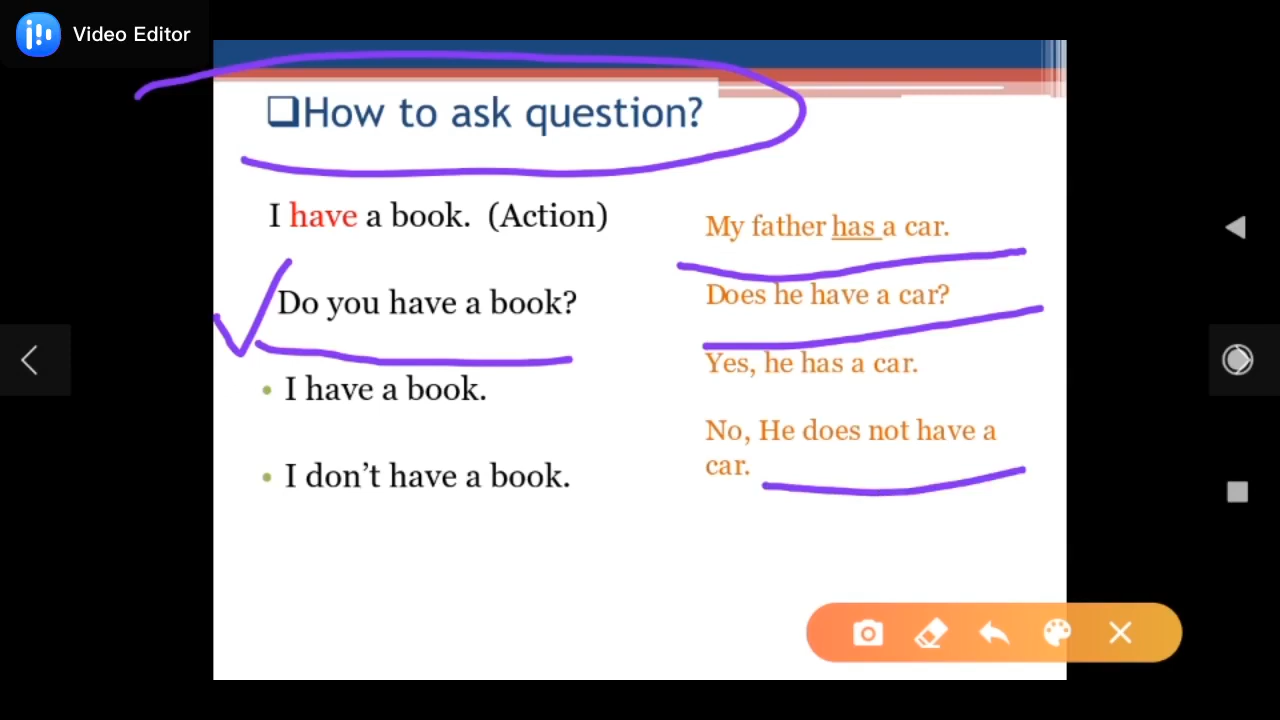 Video Editor
❑How to ask question?
I have a book. (Action)
Do you have a book?
• I have a book.
• I don’t have a book.
My father has a car.
Does he have a car?
Yes, he has a car.
No, He does not have a
car.